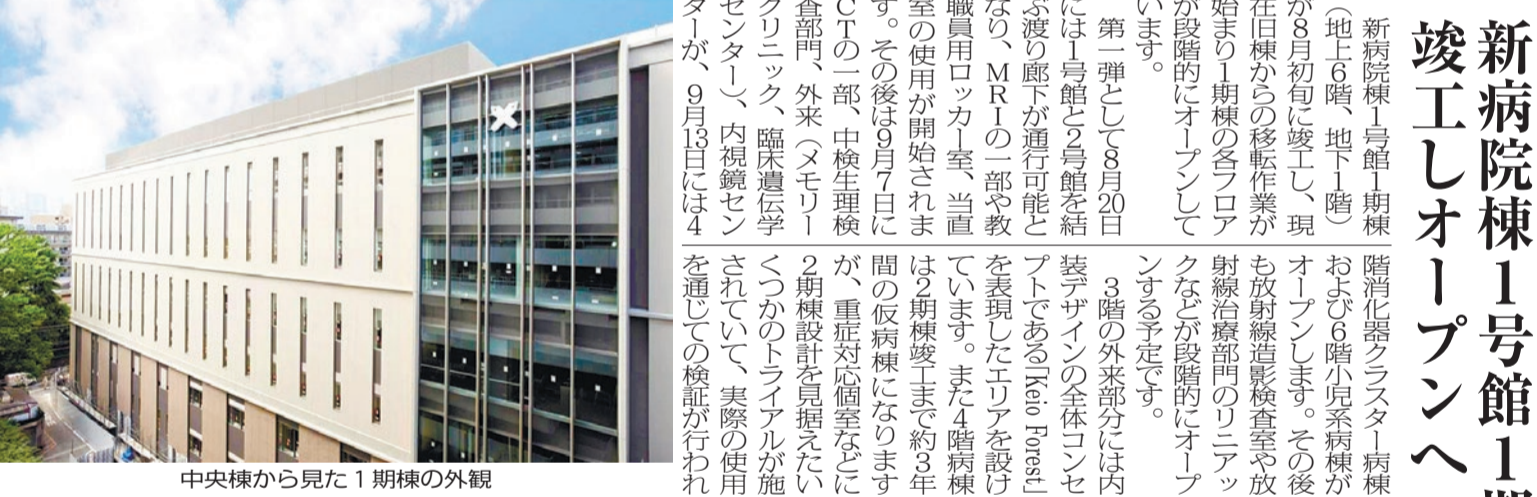 新病院棟1号館1期
竣工しオープンへ
新病院棟1号館1期棟
（地上6階、地下1階）
が8月初旬に竣工し、現
在旧棟からの移転作業が
始まり1期棟の各フロア
が段階的にオープンして
います。
第一弾として8月20日
には1号館と2号館を結
ぶ渡り廊下が通行可能と
なり、MRIの一部や教
職員用ロッカー室、当直
室の使用が開始されま
す。その後は9月7日に
CTの一部、中検生理検
査部門、外来（メモリー
クリニック、臨床遺伝学
センター）、内視鏡セン
ターが、9月13日には4
階消化器クラスター病棟
および6階小児系病棟が
オープンします。その後
も放射線造影検査室や放
射線治療部門のリニアッ
クなどが段階的にオープ
ンする予定です。
3階の外来部分には内
装デザインの全体コンセ
プトである「Keio Forest」
を表現したエリアを設け
ています。また4階病棟
は2期棟竣工まで約3年
間の仮病棟になります
が、重症対応個室などに
2期棟設計を見据えたい
くつかのトライアルが施
されていて、実際の使用
を通じての検証が行われ
中央棟から見た1期棟の外観